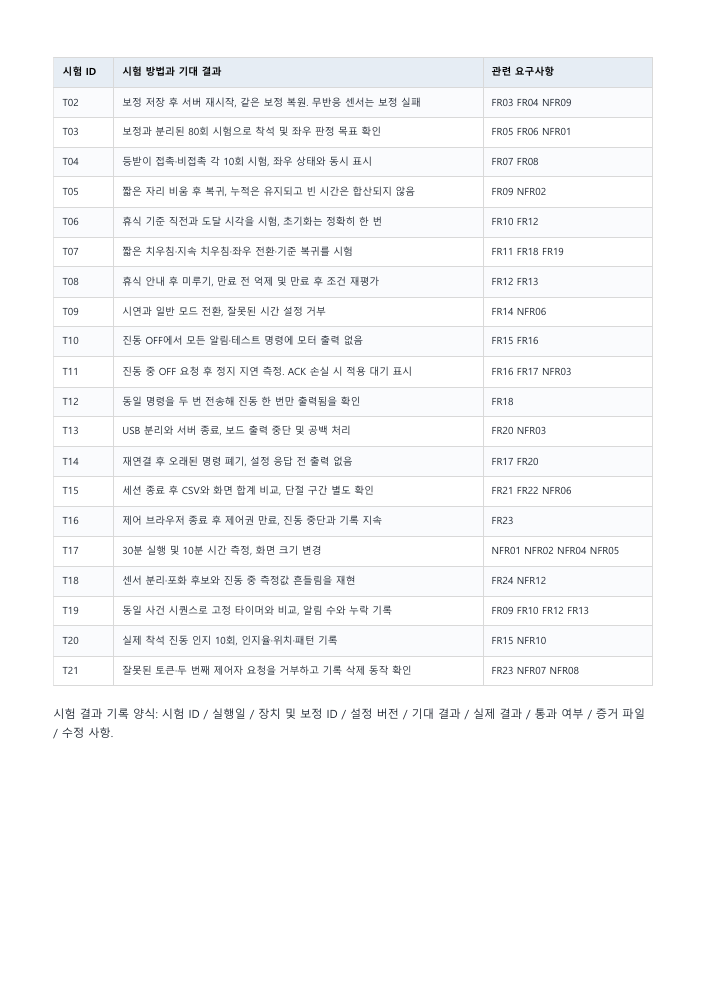 시험 ID 시험 방법과 기대 결과 관련 요구사항
T02 보정 저장 후 서버 재시작, 같은 보정 복원. 무반응 센서는 보정 실패 FR03 FR04 NFR09
T03 보정과 분리된 80회 시험으로 착석 및 좌우 판정 목표 확인 FR05 FR06 NFR01
T04 등받이 접촉·비접촉 각 10회 시험, 좌우 상태와 동시 표시 FR07 FR08
T05 짧은 자리 비움 후 복귀, 누적은 유지되고 빈 시간은 합산되지 않음 FR09 NFR02
T06 휴식 기준 직전과 도달 시각을 시험, 초기화는 정확히 한 번 FR10 FR12
T07 짧은 치우침·지속 치우침·좌우 전환·기준 복귀를 시험 FR11 FR18 FR19
T08 휴식 안내 후 미루기, 만료 전 억제 및 만료 후 조건 재평가 FR12 FR13
T09 시연과 일반 모드 전환, 잘못된 시간 설정 거부 FR14 NFR06
T10 진동 OFF에서 모든 알림·테스트 명령에 모터 출력 없음 FR15 FR16
T11 진동 중 OFF 요청 후 정지 지연 측정. ACK 손실 시 적용 대기 표시 FR16 FR17 NFR03
T12 동일 명령을 두 번 전송해 진동 한 번만 출력됨을 확인 FR18
T13 USB 분리와 서버 종료, 보드 출력 중단 및 공백 처리 FR20 NFR03
T14 재연결 후 오래된 명령 폐기, 설정 응답 전 출력 없음 FR17 FR20
T15 세션 종료 후 CSV와 화면 합계 비교, 단절 구간 별도 확인 FR21 FR22 NFR06
T16 제어 브라우저 종료 후 제어권 만료, 진동 중단과 기록 지속 FR23
T17 30분 실행 및 10분 시간 측정, 화면 크기 변경 NFR01 NFR02 NFR04 NFR05
T18 센서 분리·포화 후보와 진동 중 측정값 흔들림을 재현 FR24 NFR12
T19 동일 사건 시퀀스로 고정 타이머와 비교, 알림 수와 누락 기록 FR09 FR10 FR12 FR13
T20 실제 착석 진동 인지 10회, 인지율·위치·패턴 기록 FR15 NFR10
T21 잘못된 토큰·두 번째 제어자 요청을 거부하고 기록 삭제 동작 확인 FR23 NFR07 NFR08
시험 결과 기록 양식: 시험 ID / 실행일 / 장치 및 보정 ID / 설정 버전 / 기대 결과 / 실제 결과 / 통과 여부 / 증거 파일
/ 수정 사항.